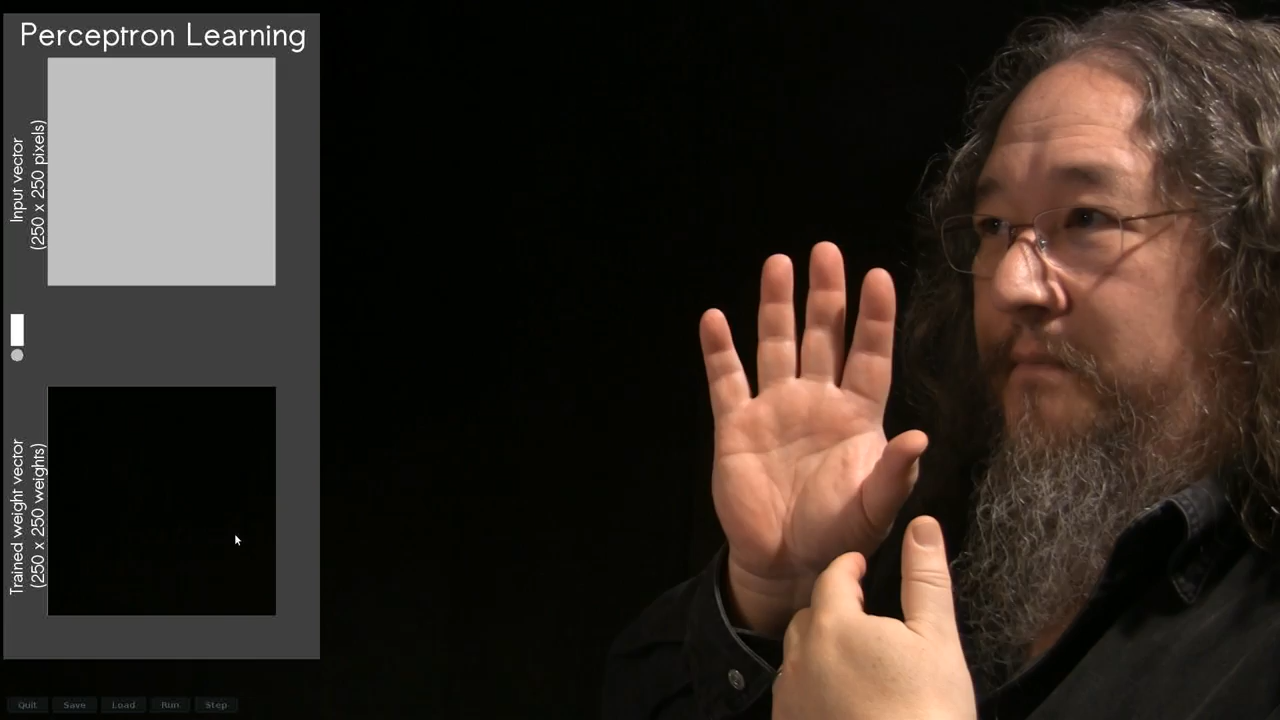 Perceptron Learning
Input vector
(250 x 250 pixels)
Trained weight vector
(250 x 250 weights)
Quit Save Load Run Step